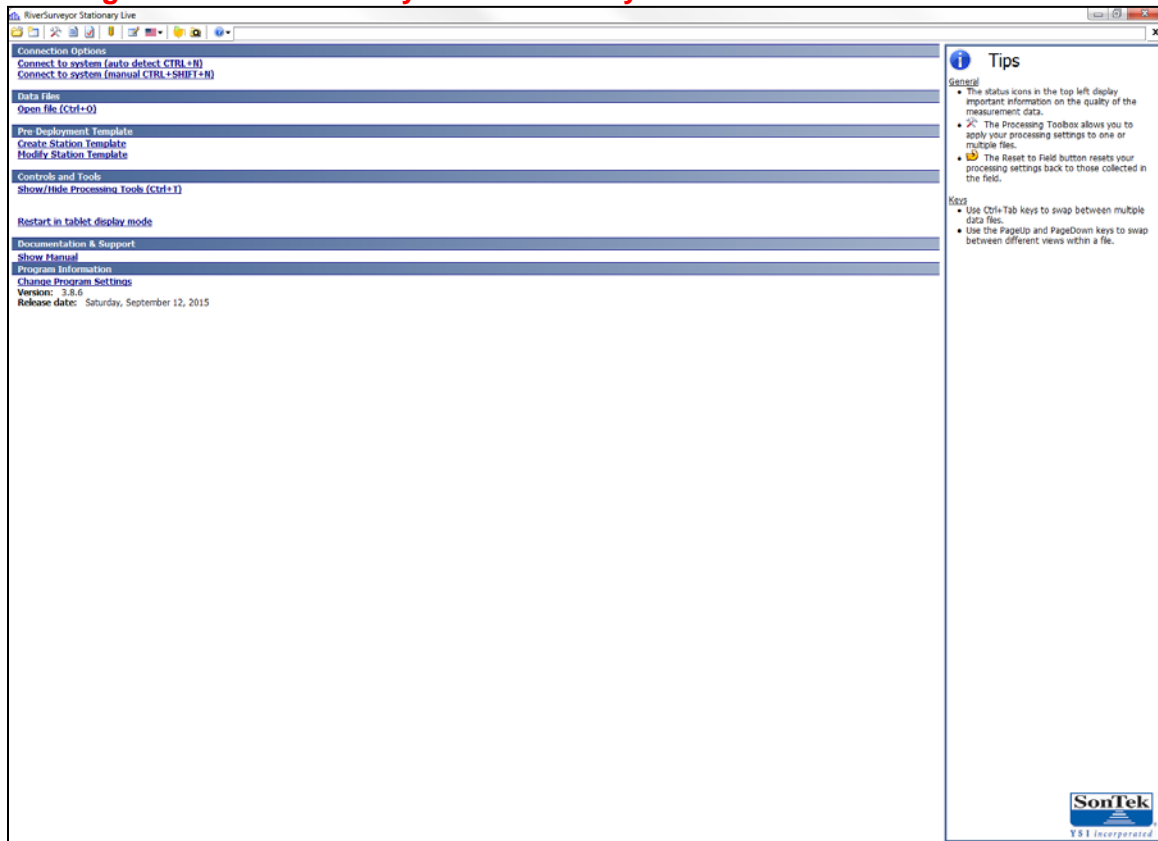 RiverSurveyor Stationary Live
Connection Options
Connect to system (auto detect CTRL+N)
Connect to system (manual CTRL+SHIFT+N)
Data Files
Open file (Ctrl+O)
Pre-Deployment Template
Create Station Template
Modify Station Template
Controls and Tools
Show/Hide Processing Tools (Ctrl+T)
Restart in tablet display mode
Documentation & Support
Show Manual
Program Information
Change Program Settings
Version: 3.8.6
Release date: Saturday, September 12, 2015
x
Tips
General
• The status icons in the top left display
important information on the quality of the
measurement data.
• The Processing Toolbox allows you to
apply your processing settings to one or
multiple files.
• The Reset to Field button resets your
processing settings back to those collected in
the field.
Keys
• Use Ctrl+Tab keys to swap between multiple
data files.
• Use the PageUp and PageDown keys to swap
between different views within a file.
SonTek
YSI incorporated